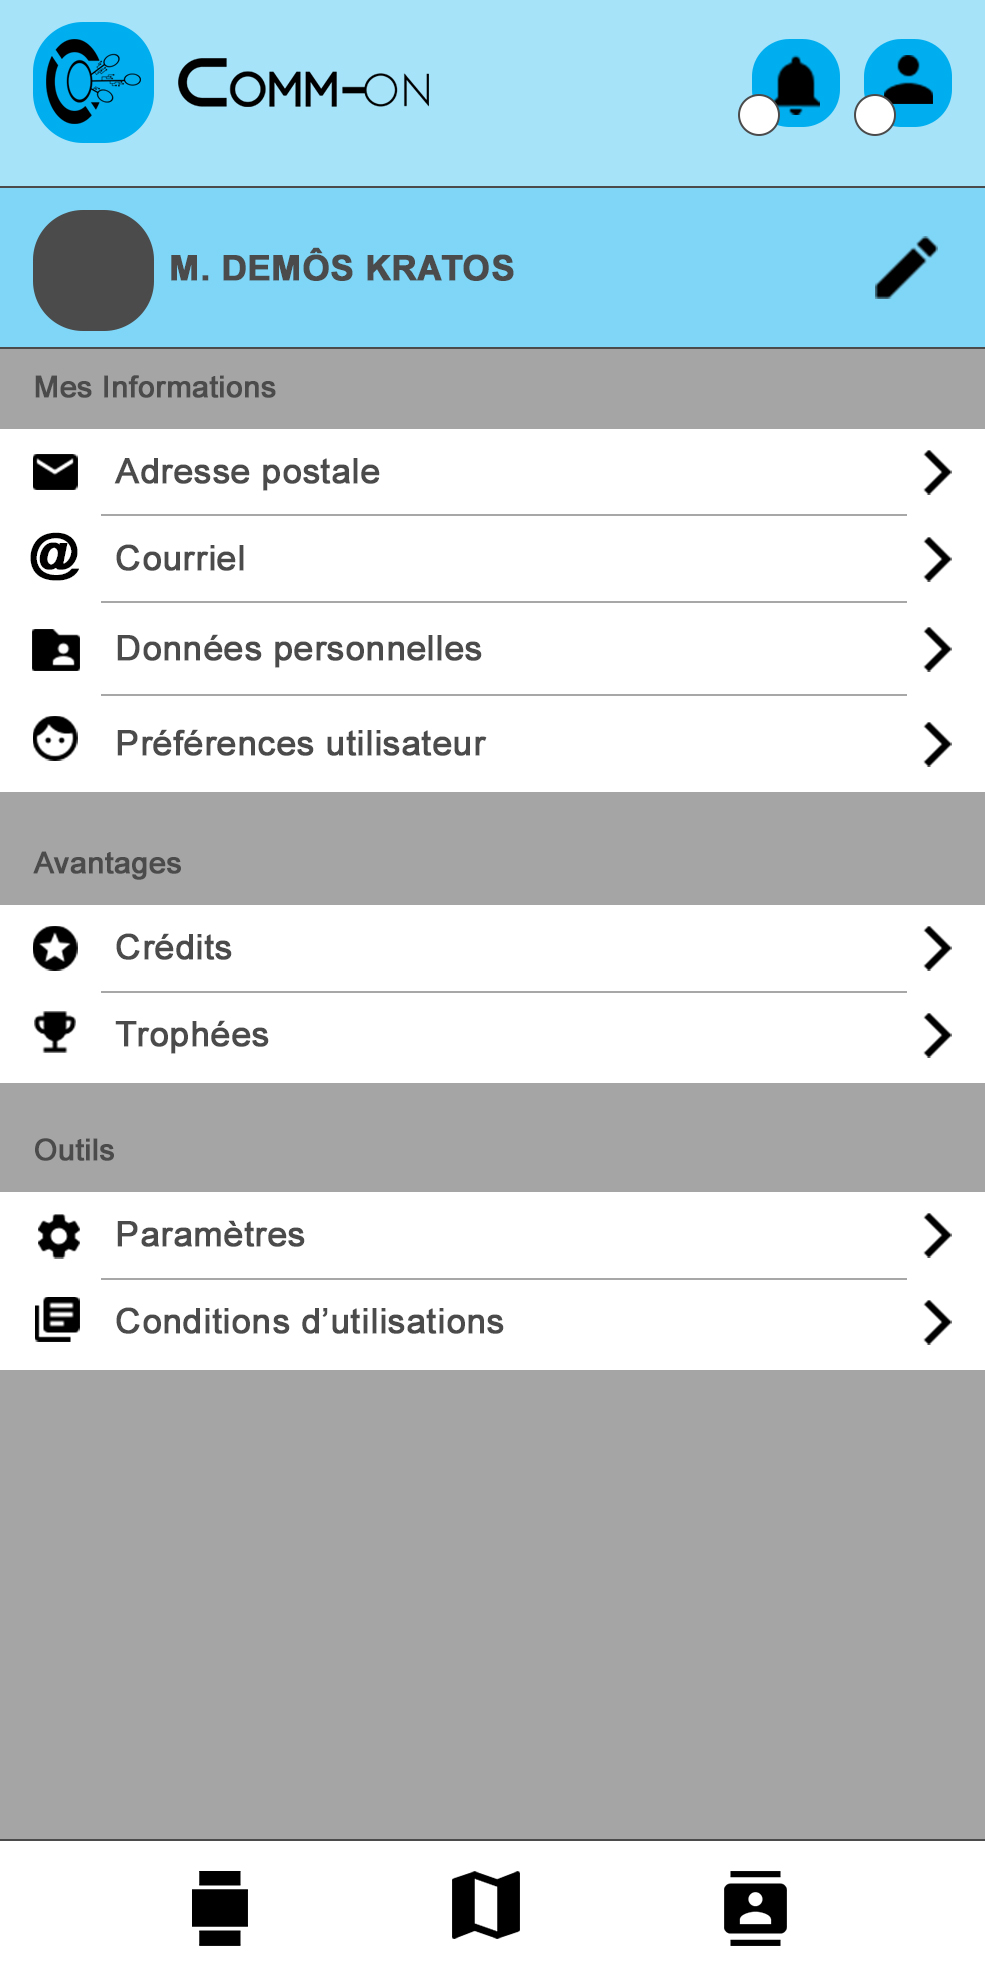 COMM-ON
M. DEMÔS KRATOS
Mes Informations
Adresse postale
@ Courriel
Données personnelles
Préférences utilisateur
Avantages
Crédits
Trophées
Outils
Paramètres
Conditions d’utilisations